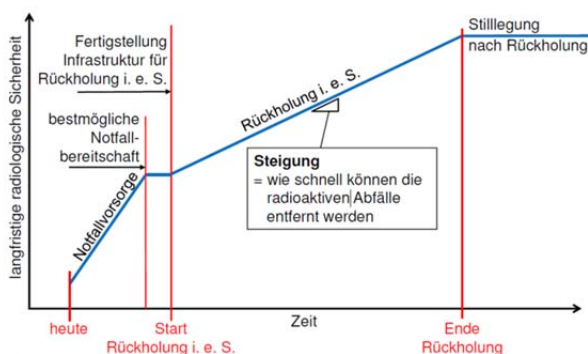 langfristige radiologische Sicherheit
Fertigstellung
Infrastruktur für
Rückholung i. e. S.
bestmögliche
Notfall-
bereitschaft
Notfallvorsorge
Rückholung i. e. S.
Stilllegung
nach Rückholung
Steigung
= wie schnell können die
radioaktiven Abfälle
entfernt werden
heute
Start
Rückholung i. e. S.
Zeit
Ende
Rückholung